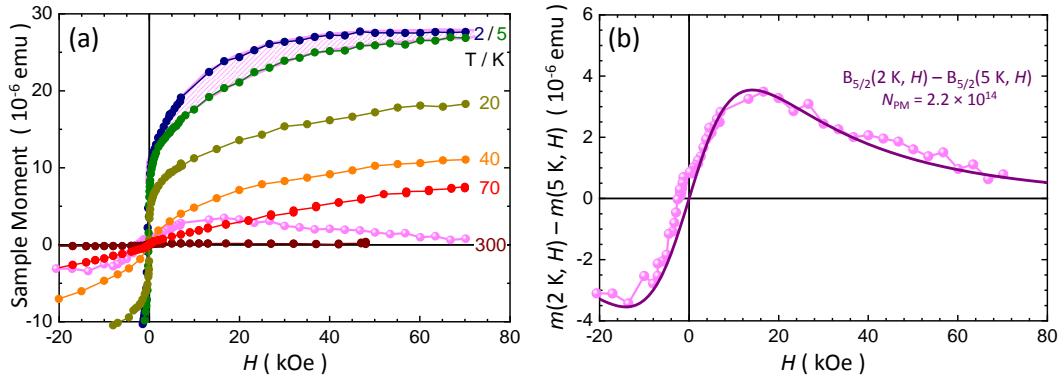 (a)
2 / 5
T / K
20
40
70
300
30
20
10
0
-10
Sample Moment ( 10⁻⁶ emu )
-20 0 20 40 60 80
H ( kOe )
(b)
B5/2(2 K, H) – B5/2(5 K, H)
NPM = 2.2 × 10¹⁴
6
4
2
0
-2
-4
m(2 K, H) – m(5 K, H) ( 10⁻⁶ emu )
-20 0 20 40 60 80
H ( kOe )